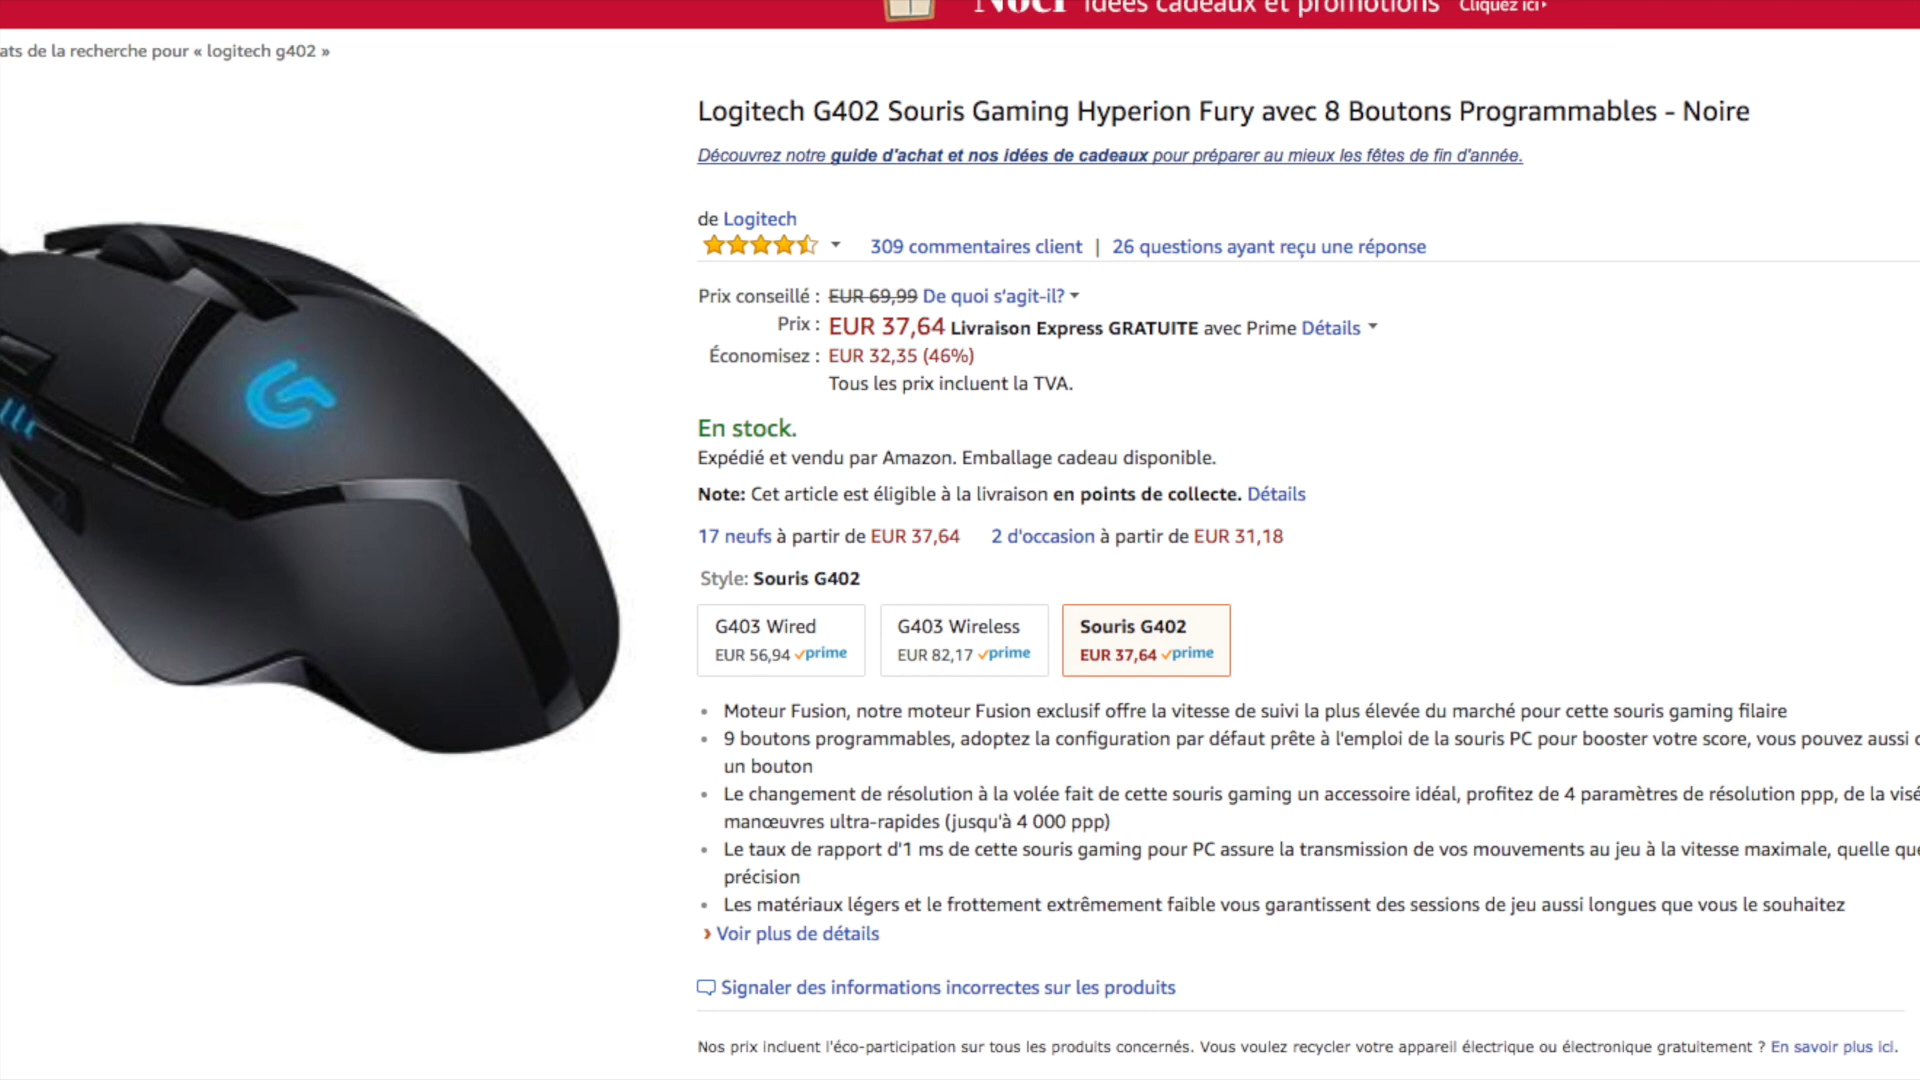 Noël idées cadeaux et promotions Cliquez ici
ats de la recherche pour « logitech g402 »
Logitech G402 Souris Gaming Hyperion Fury avec 8 Boutons Programmables - Noire
Découvrez notre guide d'achat et nos idées de cadeaux pour préparer au mieux les fêtes de fin d'année.
de Logitech
309 commentaires client | 26 questions ayant reçu une réponse
Prix conseillé : EUR 69,99 De quoi s'agit-il?
Prix : EUR 37,64 Livraison Express GRATUITE avec Prime Détails
Économisez : EUR 32,35 (46%)
Tous les prix incluent la TVA.
En stock.
Expédié et vendu par Amazon. Emballage cadeau disponible.
Note: Cet article est éligible à la livraison en points de collecte. Détails
17 neufs à partir de EUR 37,64 2 d'occasion à partir de EUR 31,18
Style: Souris G402
G403 Wired G403 Wireless Souris G402
EUR 56,94 prime EUR 82,17 prime EUR 37,64 prime
• Moteur Fusion, notre moteur Fusion exclusif offre la vitesse de suivi la plus élevée du marché pour cette souris gaming filaire
• 9 boutons programmables, adoptez la configuration par défaut prête à l'emploi de la souris PC pour booster votre score, vous pouvez aussi
un bouton
• Le changement de résolution à la volée fait de cette souris gaming un accessoire idéal, profitez de 4 paramètres de résolution ppp, de la visé
manœuvres ultra-rapides (jusqu'à 4 000 ppp)
• Le taux de rapport d'1 ms de cette souris gaming pour PC assure la transmission de vos mouvements au jeu à la vitesse maximale, quelle que
précision
• Les matériaux légers et le frottement extrêmement faible vous garantissent des sessions de jeu aussi longues que vous le souhaitez
› Voir plus de détails
Signaler des informations incorrectes sur les produits
Nos prix incluent l'éco-participation sur tous les produits concernés. Vous voulez recycler votre appareil électrique ou électronique gratuitement ? En savoir plus ici.